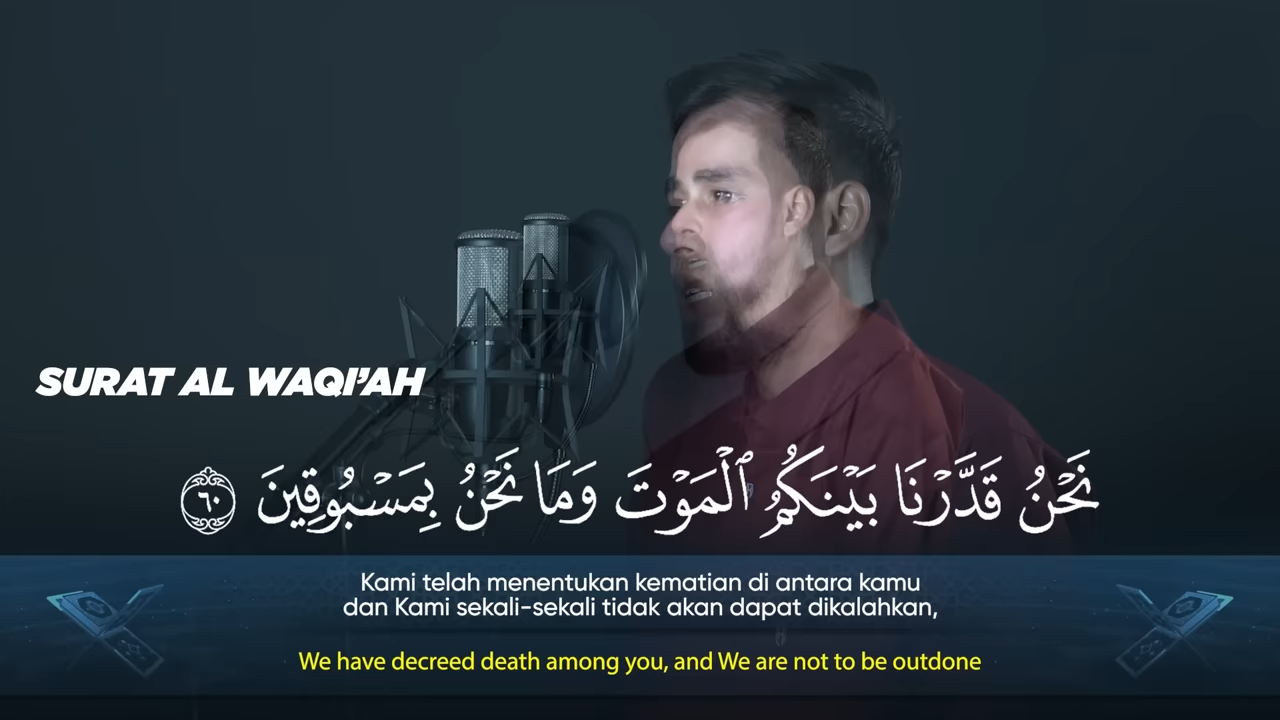 SURAT AL WAQI'AH
نَحْنُ قَدَّرْنَا بَيْنَكُمُ ٱلْمَوْتَ وَمَا نَحْنُ بِمَسْبُوقِينَ ٦٠
Kami telah menentukan kematian di antara kamu
dan Kami sekali-sekali tidak akan dapat dikalahkan,
We have decreed death among you, and We are not to be outdone